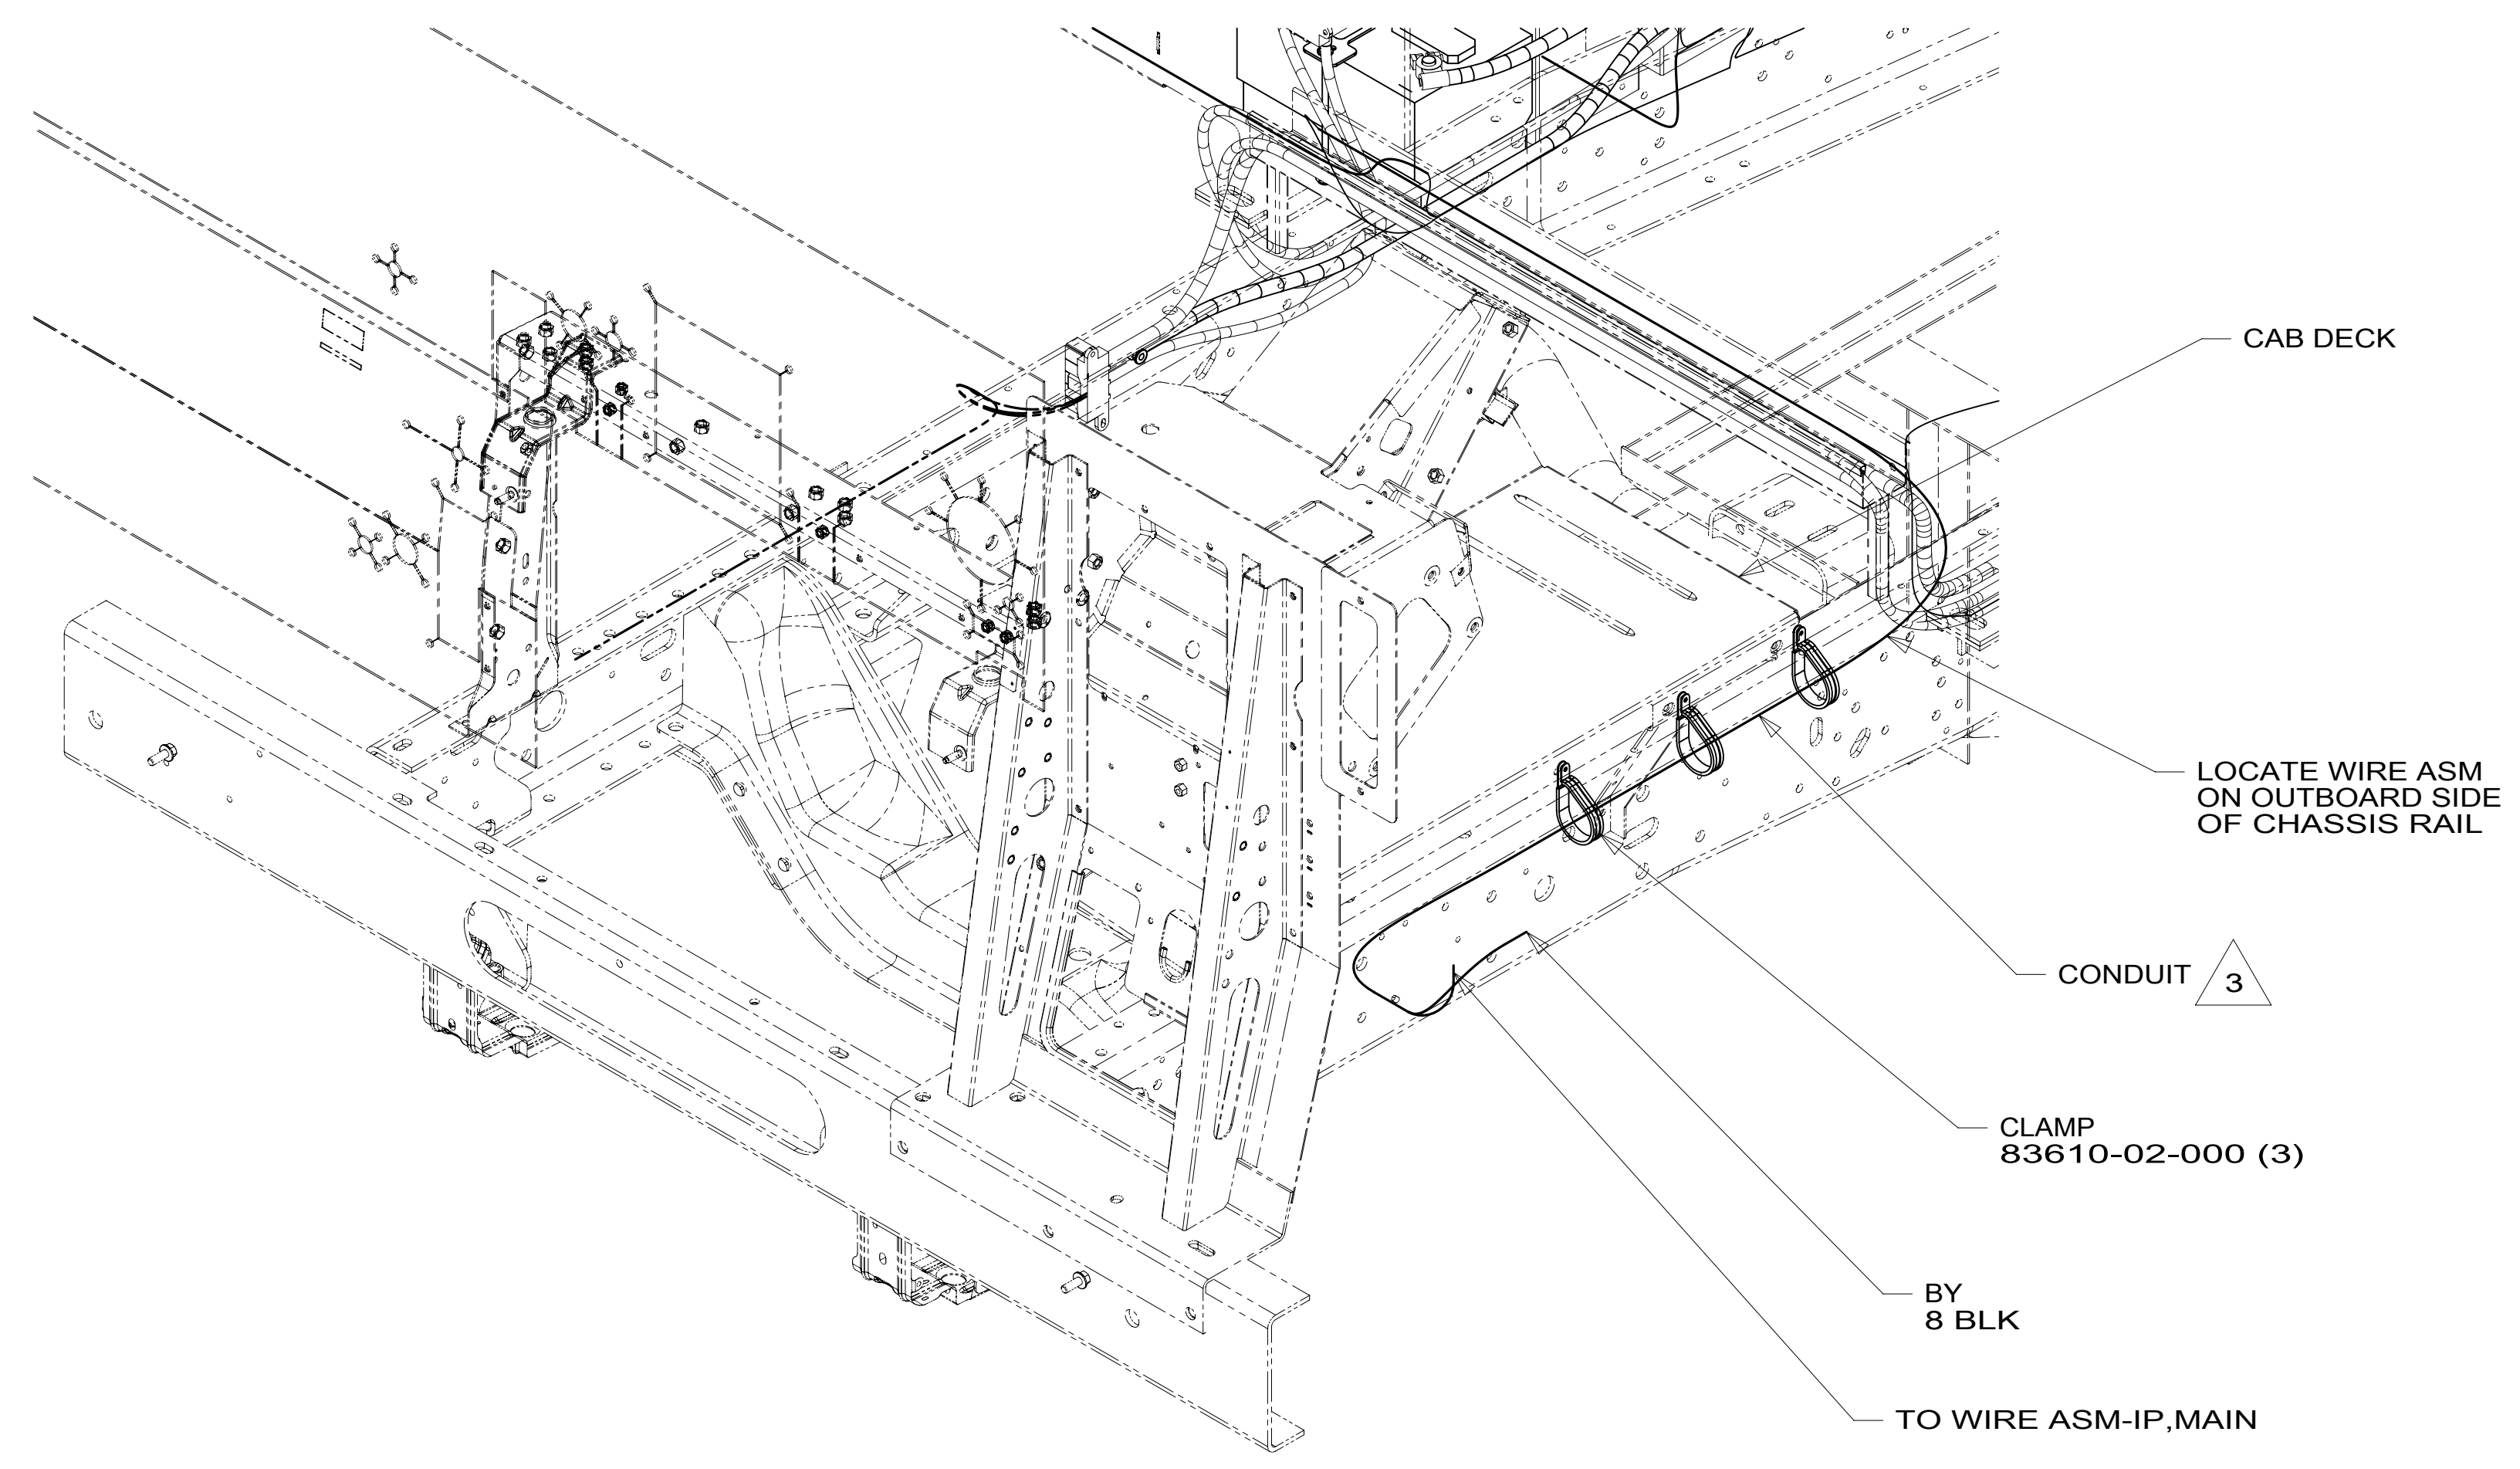 CAB DECK
LOCATE WIRE ASM
ON OUTBOARD SIDE
OF CHASSIS RAIL
CONDUIT 3
CLAMP
83610-02-000 (3)
BY
8 BLK
TO WIRE ASM-IP,MAIN